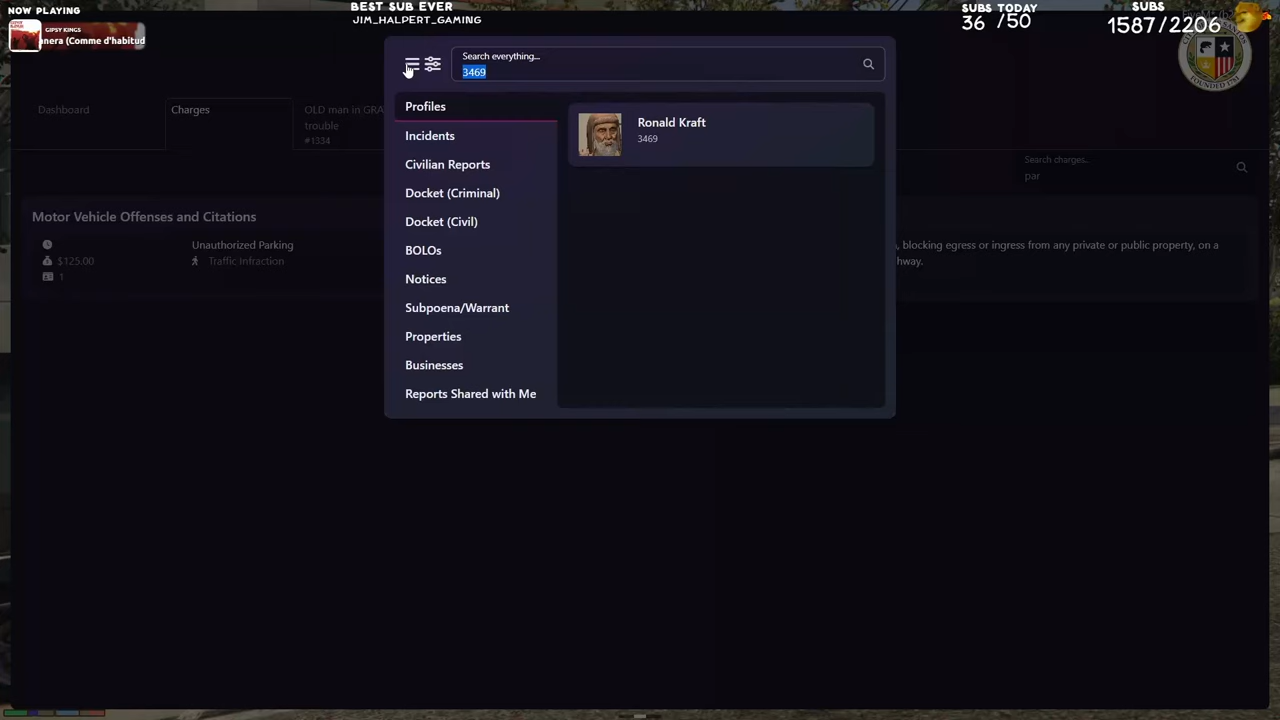 NOW PLAYING
GIPSY KINGS
anera (Comme d'habitud
BEST SUB EVER
JIM_HALPERT_GAMING
SUBS TODAY
36 /50
SUBS
1587/2206
FOUNDED 1781
Dashboard
Charges
OLD man in GRA
trouble
#1334
Search everything...
3469
Profiles
Incidents
Civilian Reports
Docket (Criminal)
Docket (Civil)
BOLOs
Notices
Subpoena/Warrant
Properties
Businesses
Reports Shared with Me
Ronald Kraft
3469
Search charges...
par
Motor Vehicle Offenses and Citations
Unauthorized Parking
$125.00
Traffic Infraction
1
, blocking egress or ingress from any private or public property, on a
hway.